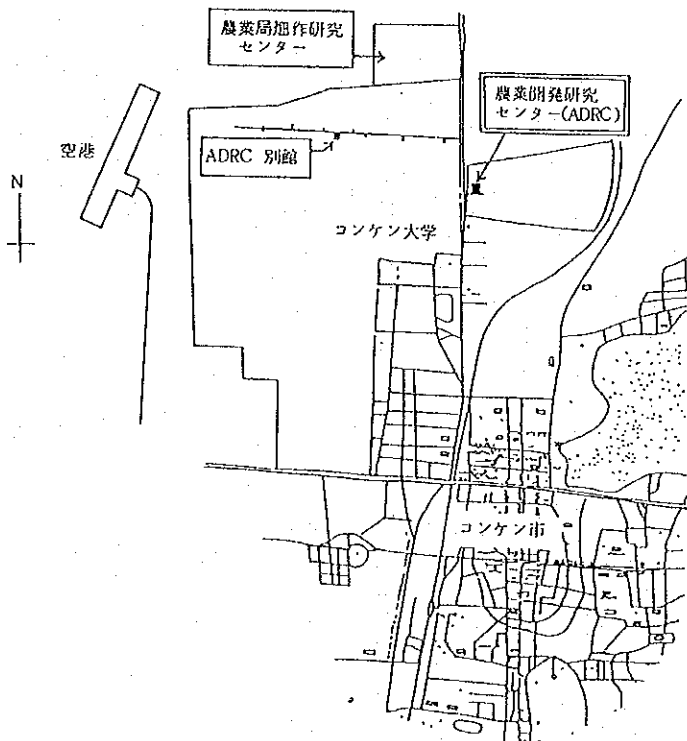 農業局畑作研究
センター
農業開発研究
センター(ADRC)
空港
ADRC 別館
N
コンケン大学
コンケン市